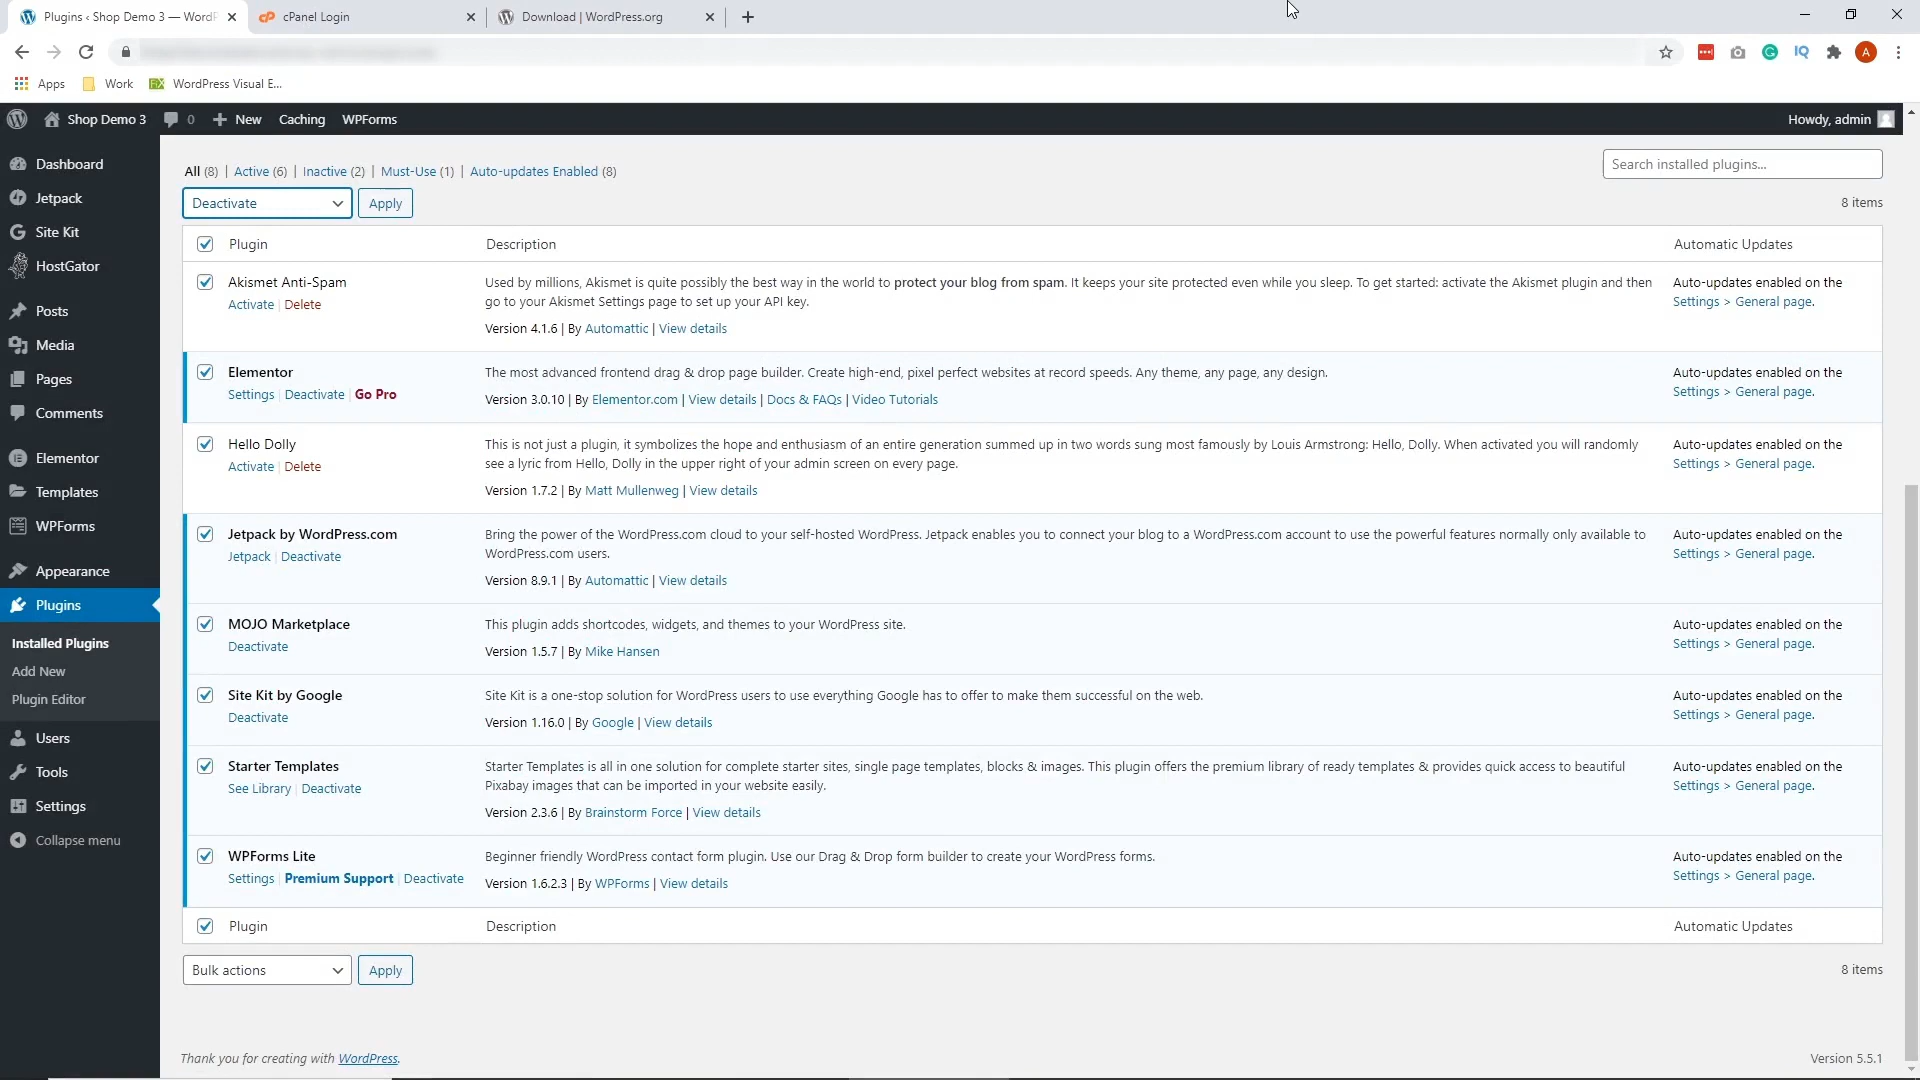 Plugins ‹ Shop Demo 3 — WordP
cPanel Login
Download | WordPress.org
Apps
Work
WordPress Visual E...
A
Shop Demo 3
0
New
Caching
WPForms
Howdy, admin
Dashboard
Jetpack
Site Kit
HostGator
Posts
Media
Pages
Comments
Elementor
Templates
WPForms
Appearance
Plugins
Installed Plugins
Add New
Plugin Editor
Users
Tools
Settings
Collapse menu
All (8) | Active (6) | Inactive (2) | Must-Use (1) | Auto-updates Enabled (8)
Search installed plugins...
Deactivate
Apply
8 items
Plugin
Description
Automatic Updates
Akismet Anti-Spam
Activate | Delete
Used by millions, Akismet is quite possibly the best way in the world to protect your blog from spam. It keeps your site protected even while you sleep. To get started: activate the Akismet plugin and then
go to your Akismet Settings page to set up your API key.
Version 4.1.6 | By Automattic | View details
Auto-updates enabled on the
Settings > General page.
Elementor
Settings | Deactivate | Go Pro
The most advanced frontend drag & drop page builder. Create high-end, pixel perfect websites at record speeds. Any theme, any page, any design.
Version 3.0.10 | By Elementor.com | View details | Docs & FAQs | Video Tutorials
Auto-updates enabled on the
Settings > General page.
Hello Dolly
Activate | Delete
This is not just a plugin, it symbolizes the hope and enthusiasm of an entire generation summed up in two words sung most famously by Louis Armstrong: Hello, Dolly. When activated you will randomly
see a lyric from Hello, Dolly in the upper right of your admin screen on every page.
Version 1.7.2 | By Matt Mullenweg | View details
Auto-updates enabled on the
Settings > General page.
Jetpack by WordPress.com
Jetpack | Deactivate
Bring the power of the WordPress.com cloud to your self-hosted WordPress. Jetpack enables you to connect your blog to a WordPress.com account to use the powerful features normally only available to
WordPress.com users.
Version 8.9.1 | By Automattic | View details
Auto-updates enabled on the
Settings > General page.
MOJO Marketplace
Deactivate
This plugin adds shortcodes, widgets, and themes to your WordPress site.
Version 1.5.7 | By Mike Hansen
Auto-updates enabled on the
Settings > General page.
Site Kit by Google
Deactivate
Site Kit is a one-stop solution for WordPress users to use everything Google has to offer to make them successful on the web.
Version 1.16.0 | By Google | View details
Auto-updates enabled on the
Settings > General page.
Starter Templates
See Library | Deactivate
Starter Templates is all in one solution for complete starter sites, single page templates, blocks & images. This plugin offers the premium library of ready templates & provides quick access to beautiful
Pixabay images that can be imported in your website easily.
Version 2.3.6 | By Brainstorm Force | View details
Auto-updates enabled on the
Settings > General page.
WPForms Lite
Settings | Premium Support | Deactivate
Beginner friendly WordPress contact form plugin. Use our Drag & Drop form builder to create your WordPress forms.
Version 1.6.2.3 | By WPForms | View details
Auto-updates enabled on the
Settings > General page.
Plugin
Description
Automatic Updates
Bulk actions
Apply
8 items
Thank you for creating with WordPress.
Version 5.5.1